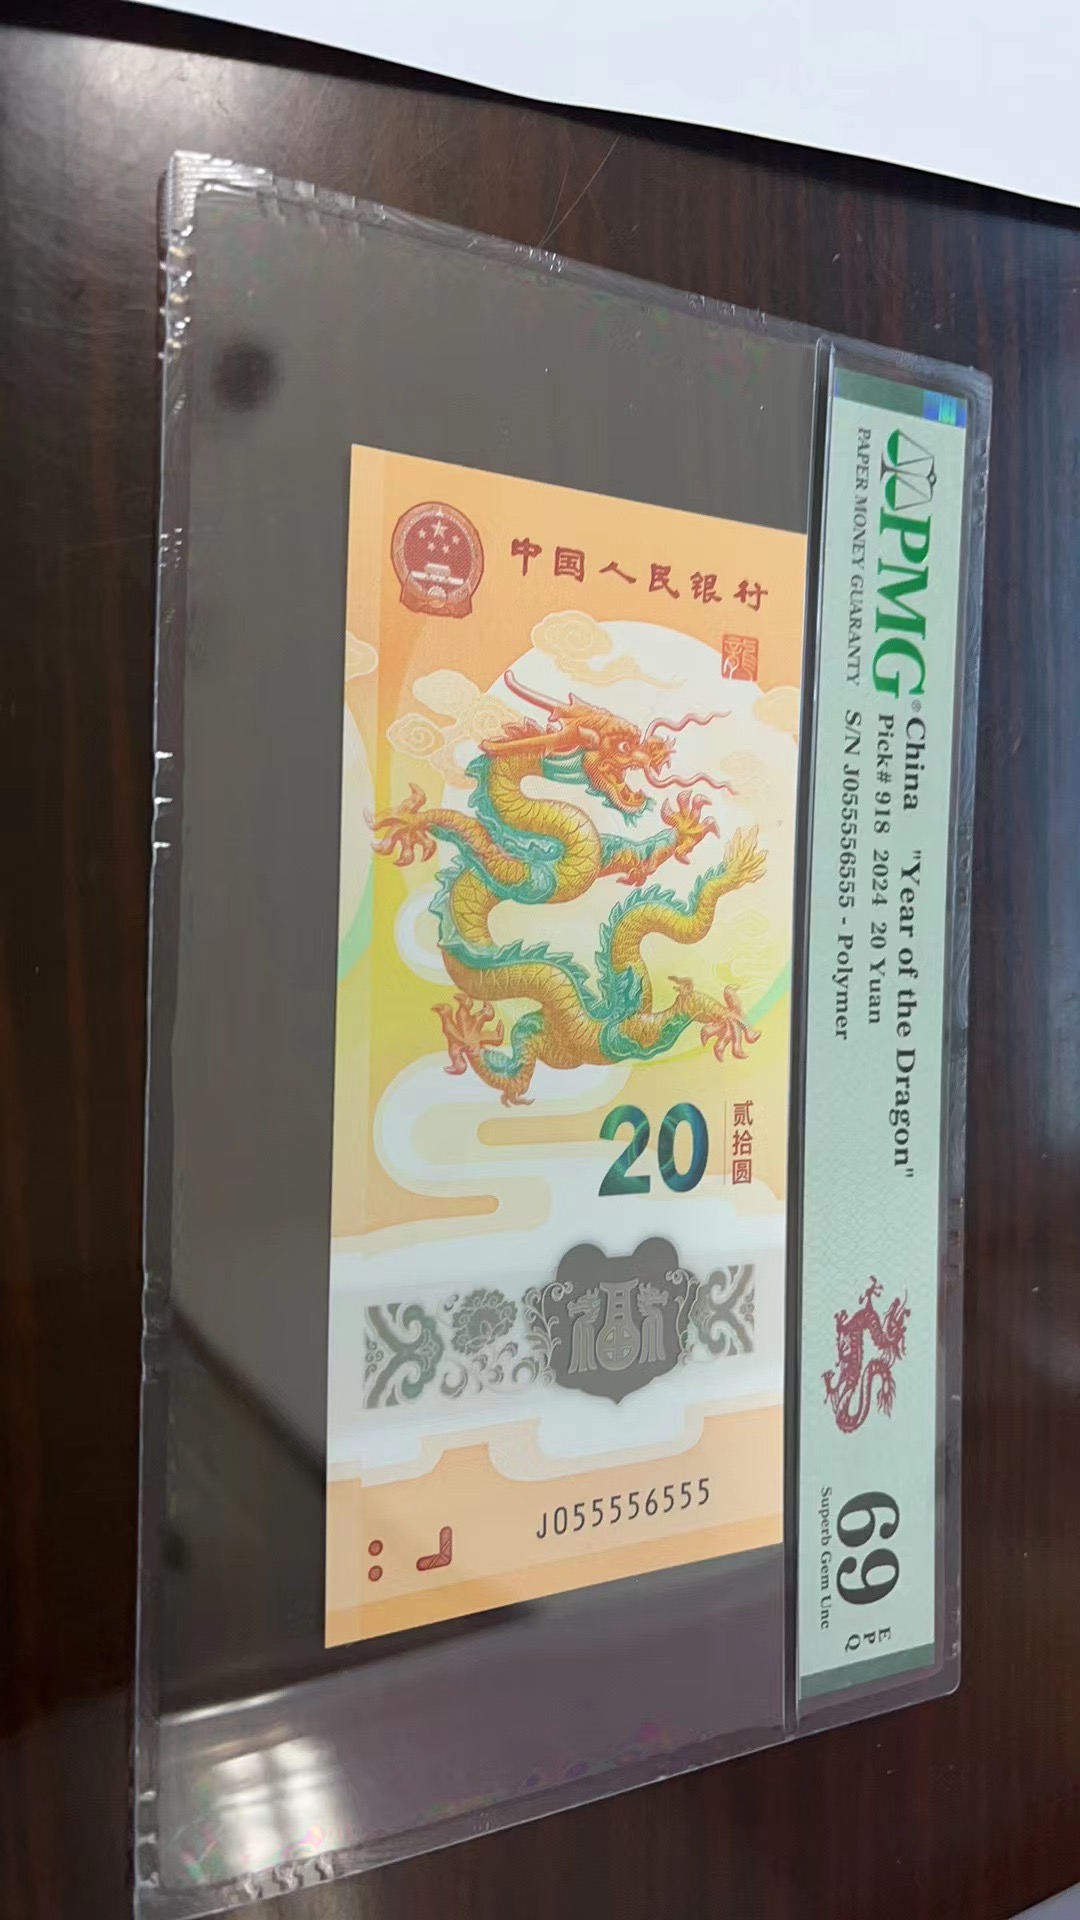 PMG®
PAPER MONEY GUARANTY
China "Year of the Dragon"
Pick# 918 2024 20 Yuan
S/N J055556555 - Polymer
69
E
P
Q
Superb Gem Unc
中国人民银行
龍
20
贰拾圆
J055556555